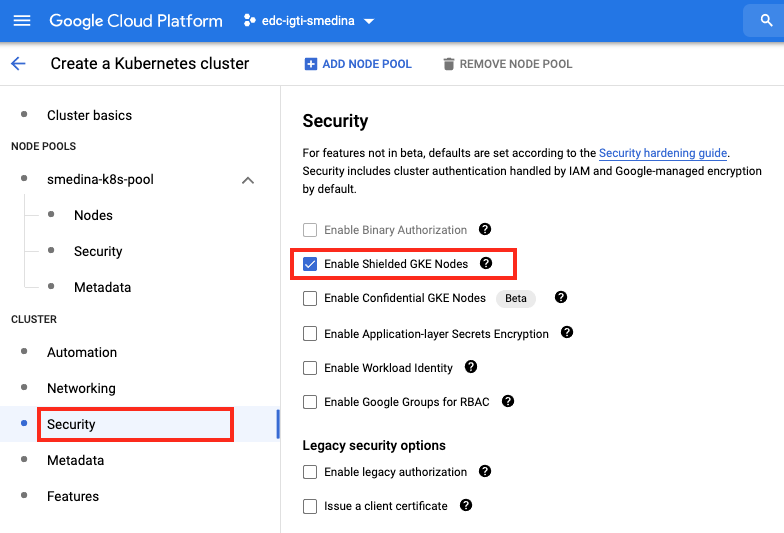 Google Cloud Platform
edc-igti-smedina
Create a Kubernetes cluster
ADD NODE POOL
REMOVE NODE POOL
Cluster basics
NODE POOLS
smedina-k8s-pool
Nodes
Security
Metadata
CLUSTER
Automation
Networking
Security
Metadata
Features
Security
For features not in beta, defaults are set according to the Security hardening guide.
Security includes cluster authentication handled by IAM and Google-managed encryption
by default.
Enable Binary Authorization ?
Enable Shielded GKE Nodes ?
Enable Confidential GKE Nodes Beta ?
Enable Application-layer Secrets Encryption ?
Enable Workload Identity ?
Enable Google Groups for RBAC ?
Legacy security options
Enable legacy authorization ?
Issue a client certificate ?